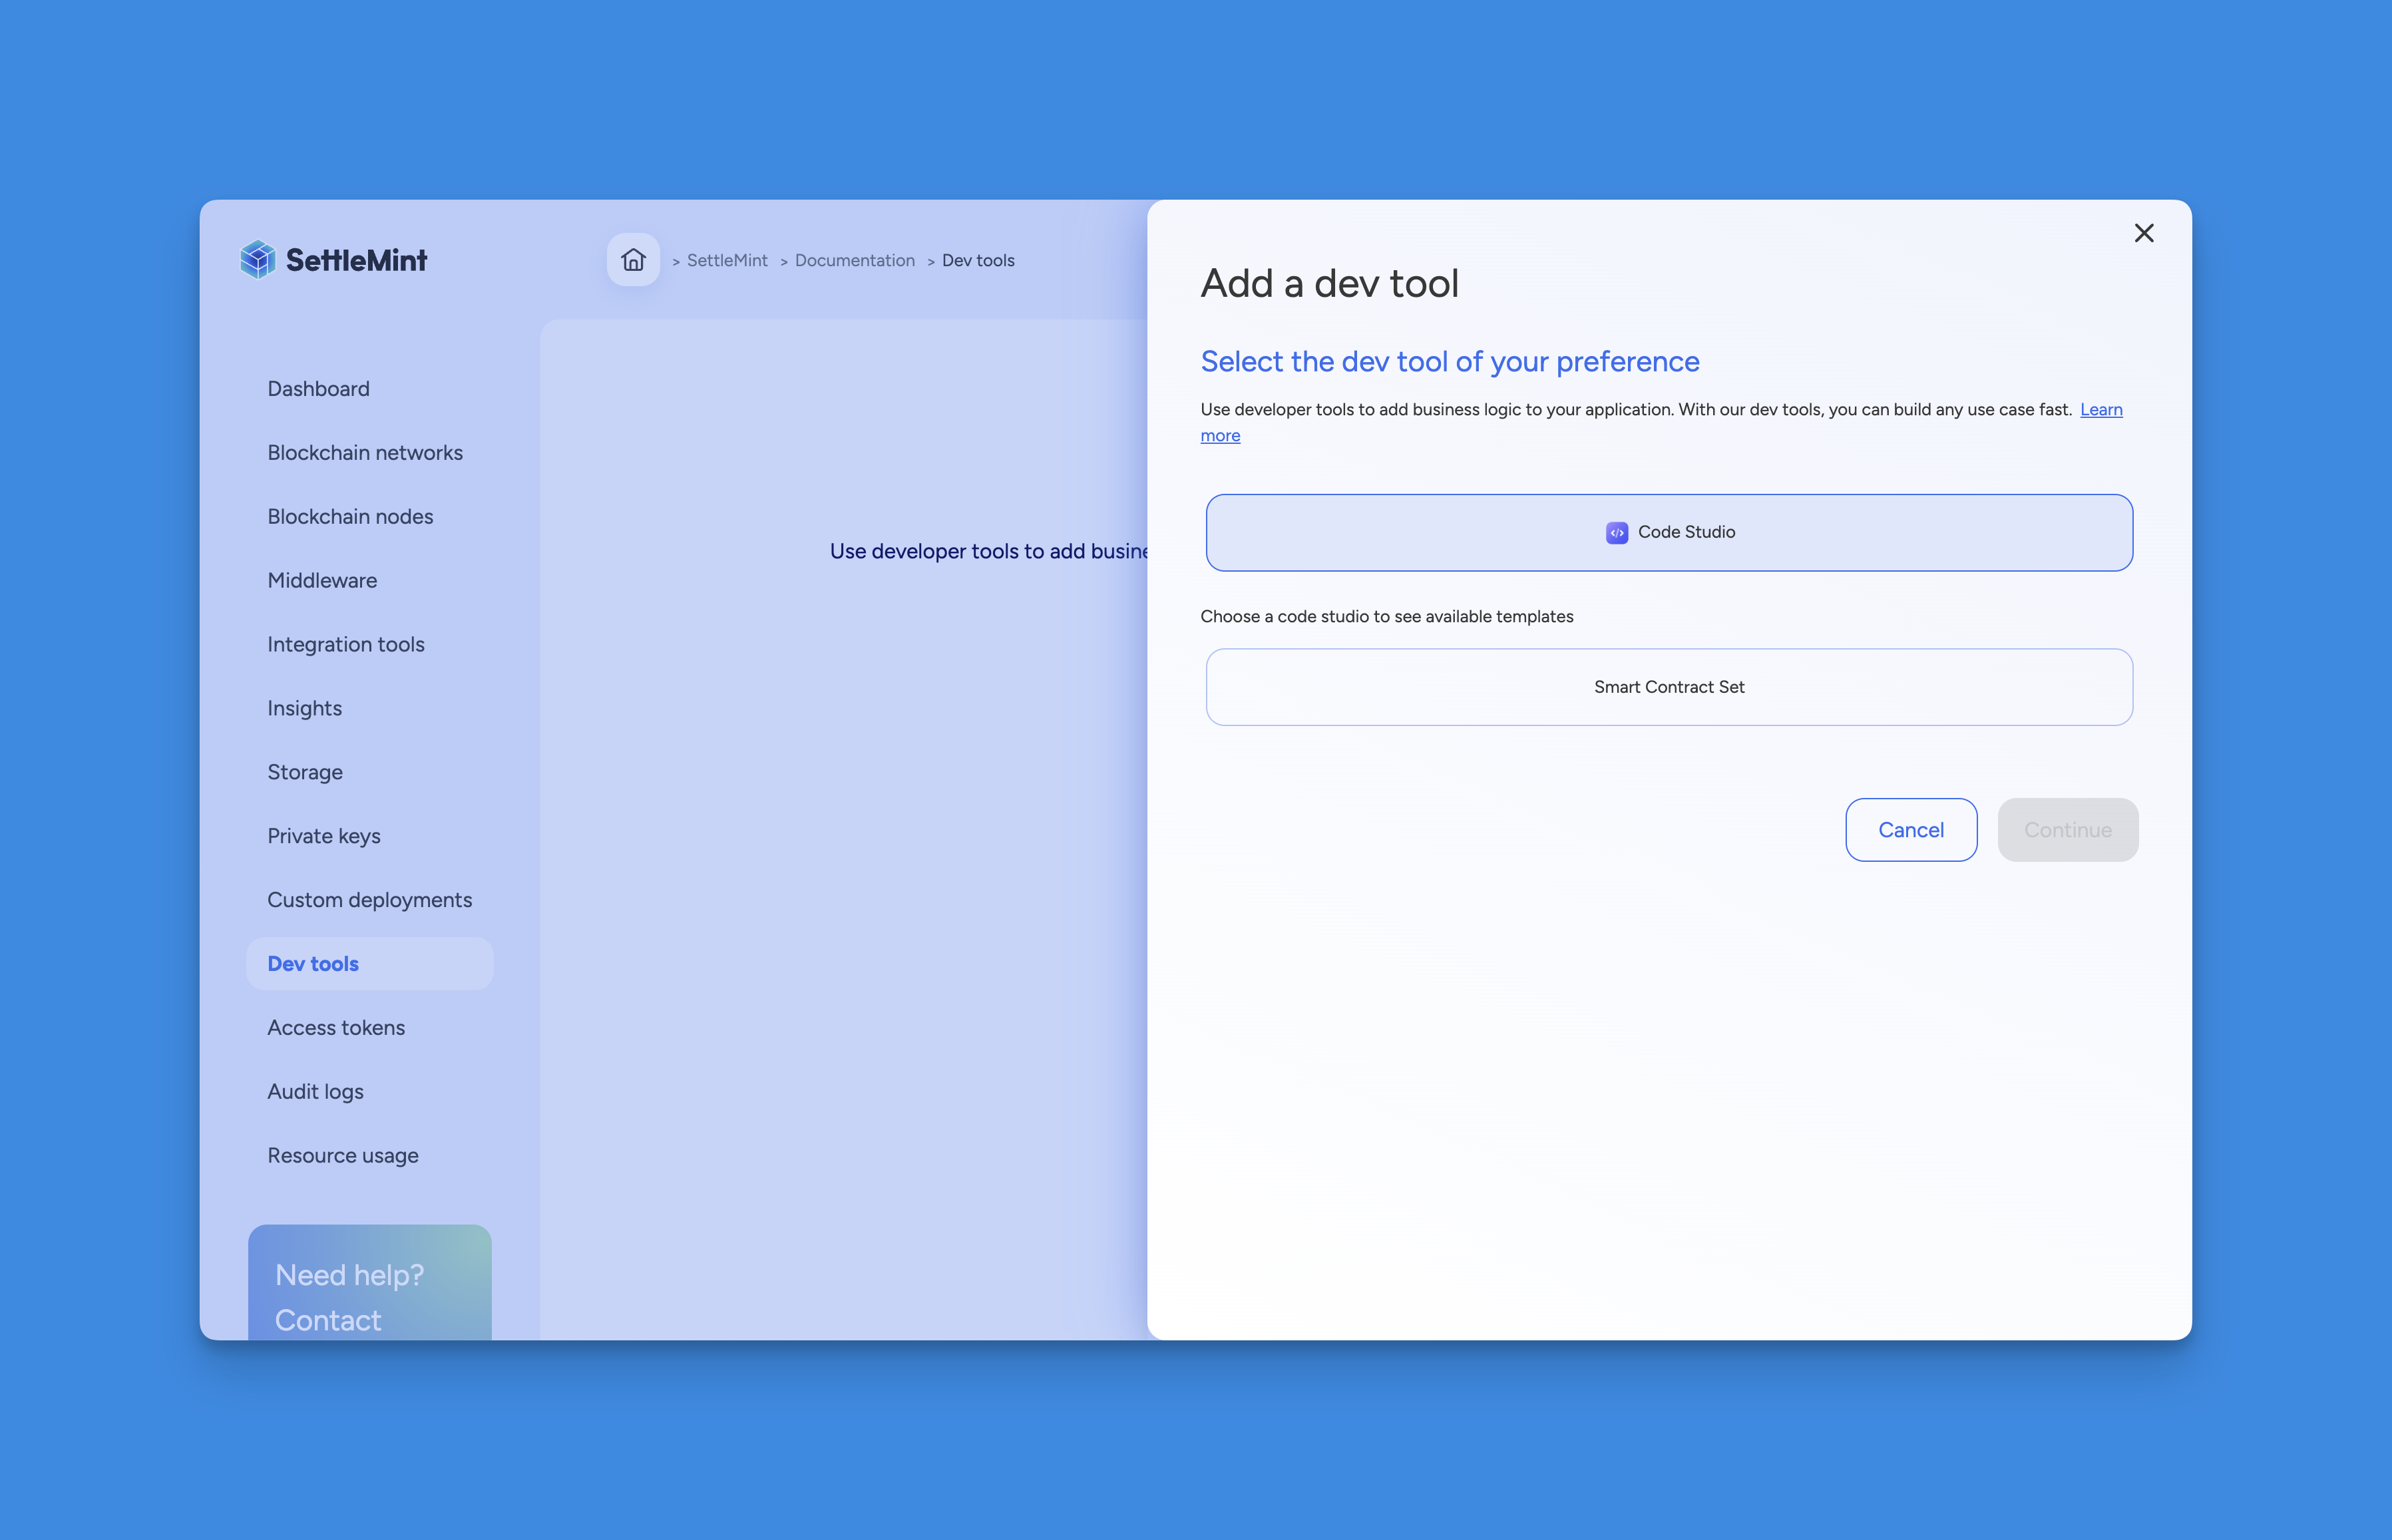 SettleMint
> SettleMint > Documentation > Dev tools
Dashboard
Blockchain networks
Blockchain nodes
Middleware
Integration tools
Insights
Storage
Private keys
Custom deployments
Dev tools
Access tokens
Audit logs
Resource usage
Need help?
Contact
Use developer tools to add busine
Add a dev tool
Select the dev tool of your preference
Use developer tools to add business logic to your application. With our dev tools, you can build any use case fast. Learn
more
Code Studio
Choose a code studio to see available templates
Smart Contract Set
Cancel
Continue